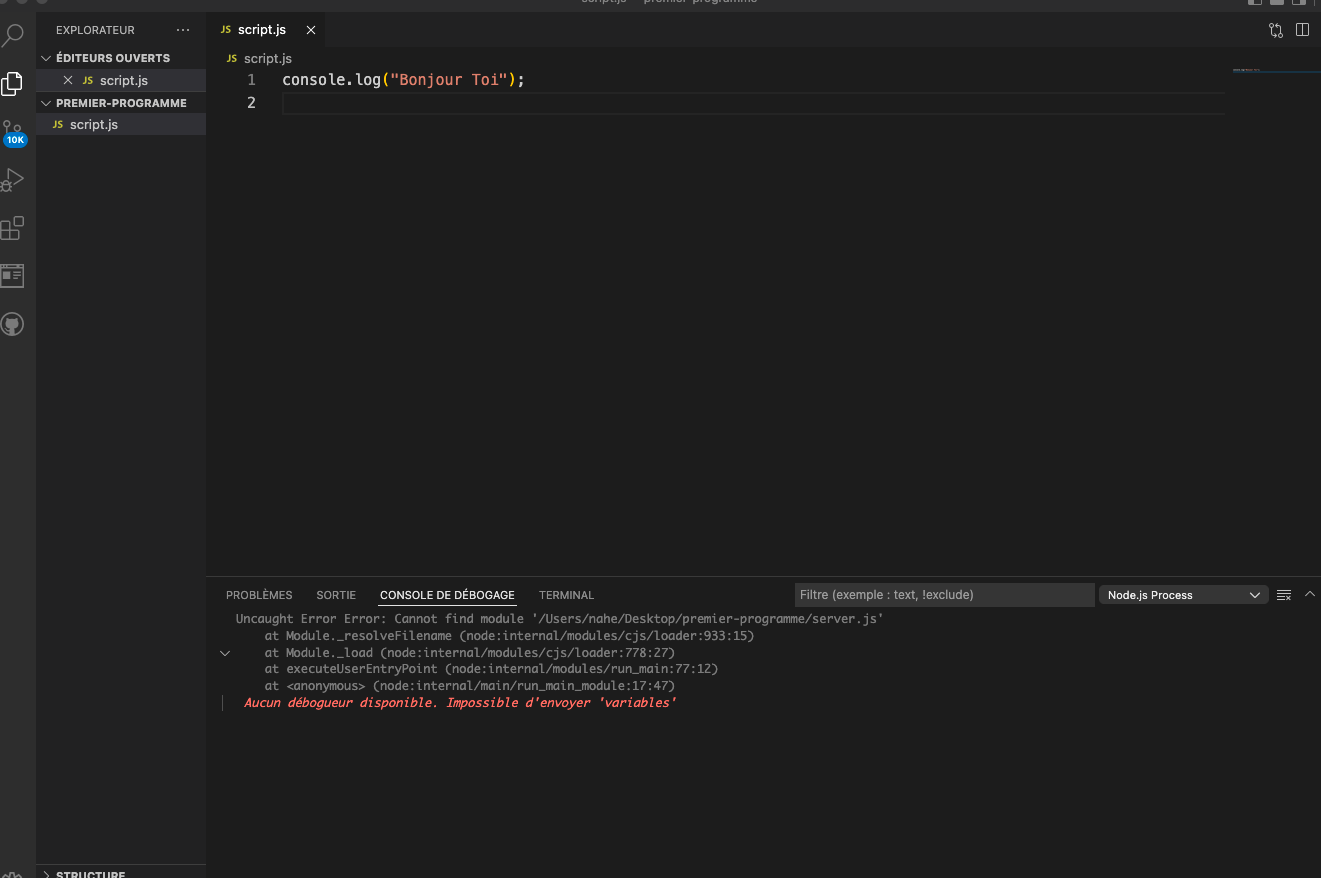 EXPLORATEUR
ÉDITEURS OUVERTS
JS script.js
PREMIER-PROGRAMME
JS script.js
10K
STRUCTURE
JS script.js
JS script.js
1 console.log("Bonjour Toi");
2
PROBLÈMES SORTIE CONSOLE DE DÉBOGAGE TERMINAL Filtre (exemple : text, !exclude) Node.js Process
Uncaught Error Error: Cannot find module '/Users/nahe/Desktop/premier-programme/server.js'
at Module._resolveFilename (node:internal/modules/cjs/loader:933:15)
at Module._load (node:internal/modules/cjs/loader:778:27)
at executeUserEntryPoint (node:internal/modules/run_main:77:12)
at <anonymous> (node:internal/main/run_main_module:17:47)
Aucun débogueur disponible. Impossible d'envoyer 'variables'